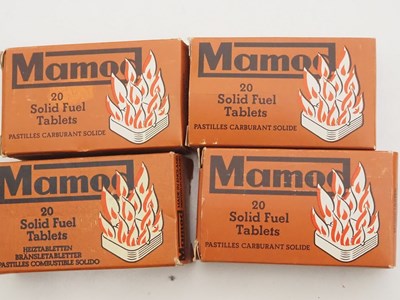 Mamod
20
Solid Fuel
Tablets
PASTILLES CARBURANT SOLIDE
Mamod
20
Solid Fuel
Tablets
PASTILLES CARBURANT SOLIDE
Mamod
20
Solid Fuel
Tablets
HEIZTABLETTEN
BRÄNSLETABLETTER
PASTILLES COMBUSTIBLE SOLIDO
Mamod
20
Solid Fuel
Tablets
PASTILLES CARBURANT SOLIDE